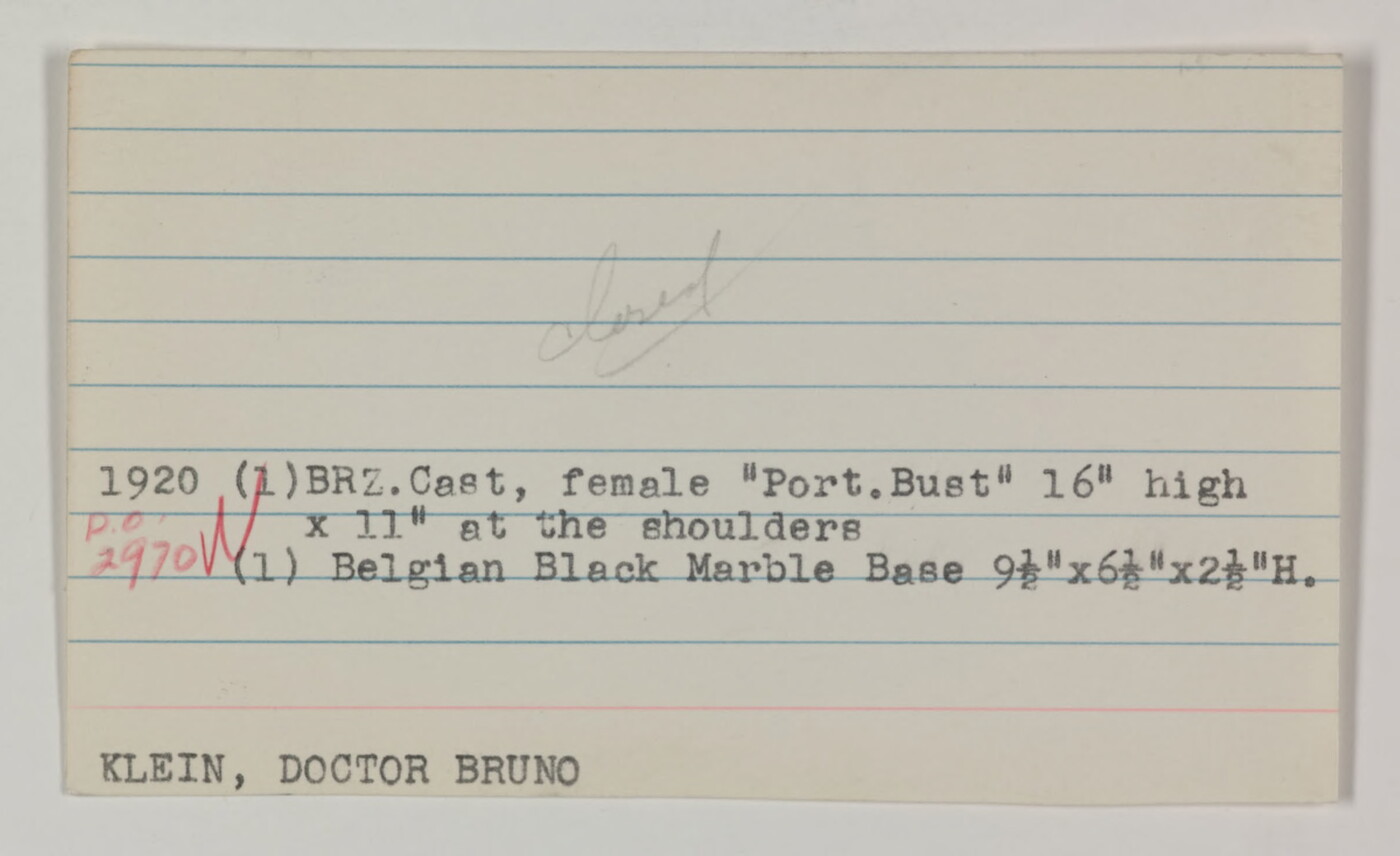 closed
1920 (1)BRZ.Cast, female "Port.Bust" 16" high
p.o. x 11" at the shoulders
2970 (1) Belgian Black Marble Base 9½"x6½"x2½"H.
KLEIN, DOCTOR BRUNO